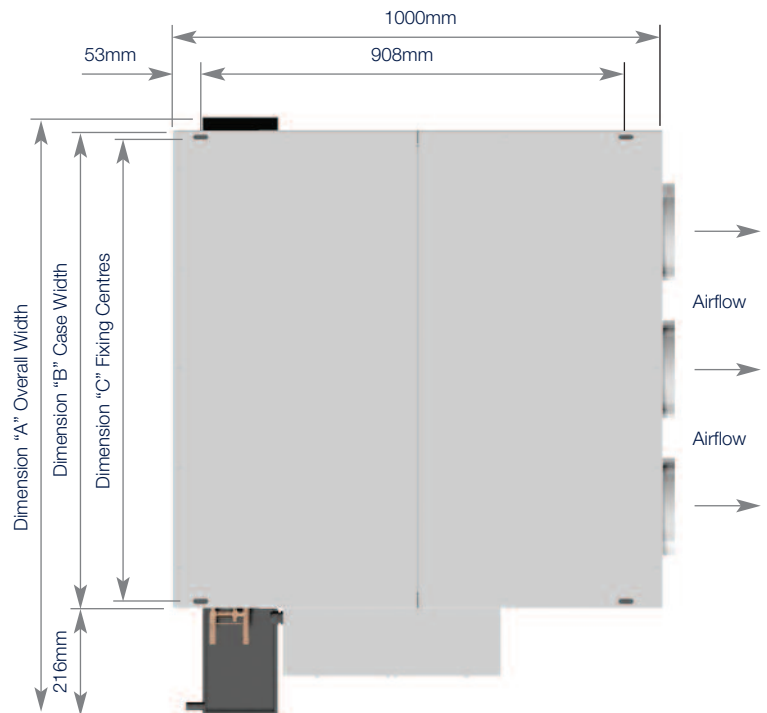 1000mm
53mm
908mm
Dimension “A” Overall Width
Dimension “B” Case Width
Dimension “C” Fixing Centres
Airflow
Airflow
216mm